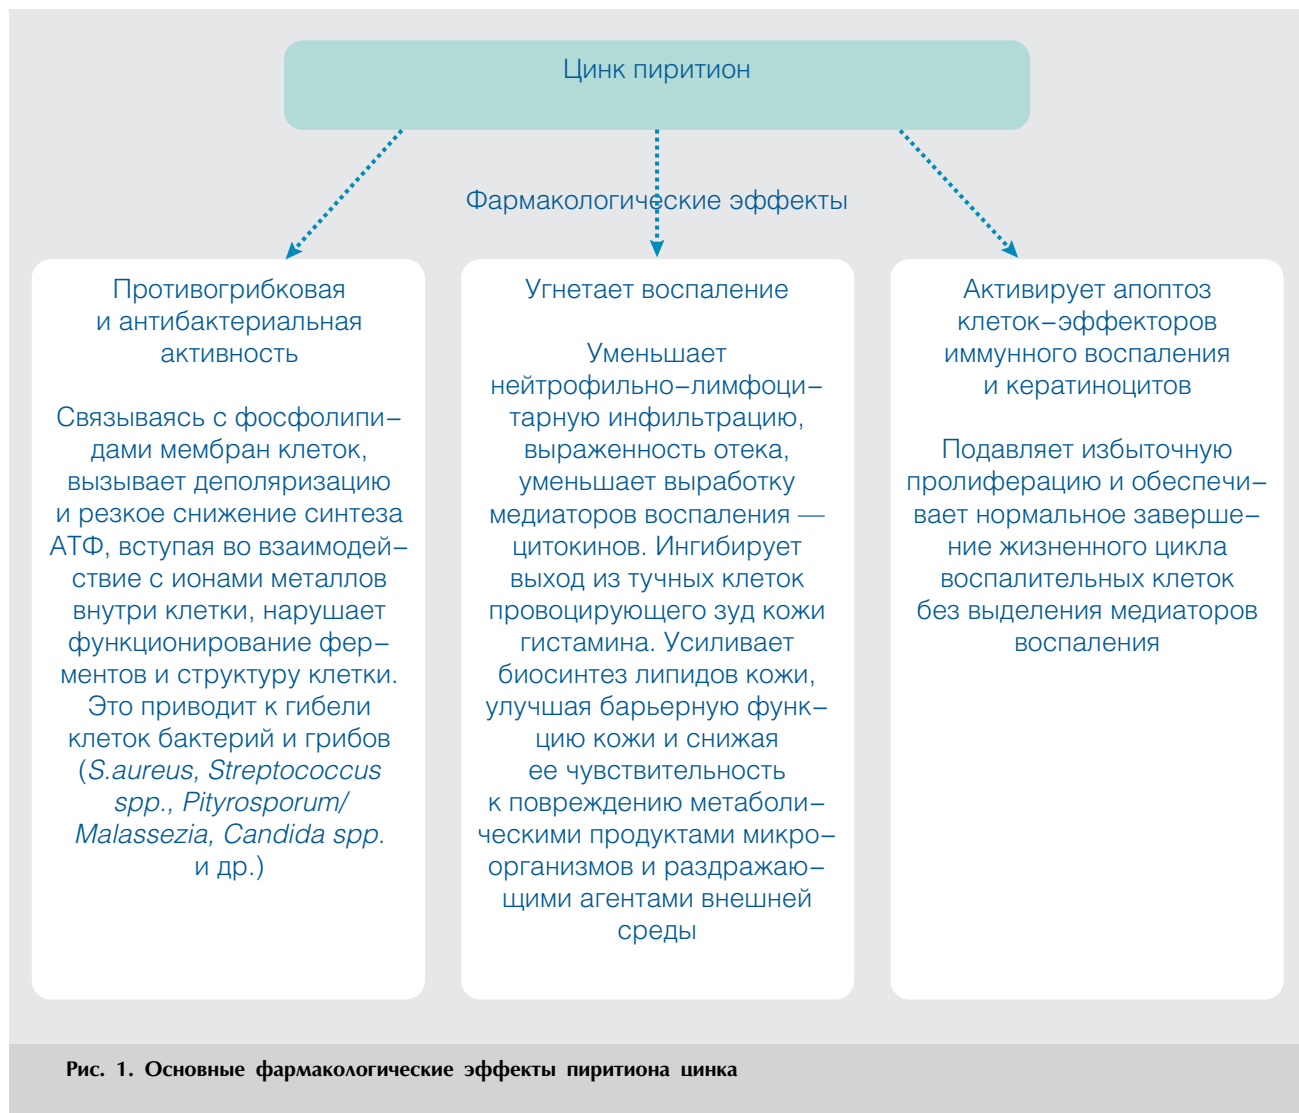 Цинк пиритион
Фармакологические эффекты
Противогрибковая
и антибактериальная
активность
Связываясь с фосфолипи–
дами мембран клеток,
вызывает деполяризацию
и резкое снижение синтеза
АТФ, вступая во взаимодей–
ствие с ионами металлов
внутри клетки, нарушает
функционирование фер–
ментов и структуру клетки.
Это приводит к гибели
клеток бактерий и грибов
(S.aureus, Streptococcus
spp., Pityrosporum/
Malassezia, Candida spp.
и др.)
Угнетает воспаление
Уменьшает
нейтрофильно–лимфоци–
тарную инфильтрацию,
выраженность отека,
уменьшает выработку
медиаторов воспаления —
цитокинов. Ингибирует
выход из тучных клеток
провоцирующего зуд кожи
гистамина. Усиливает
биосинтез липидов кожи,
улучшая барьерную функ–
цию кожи и снижая
ее чувствительность
к повреждению метаболи–
ческими продуктами микро–
организмов и раздражаю–
щими агентами внешней
среды
Активирует апоптоз
клеток–эффекторов
иммунного воспаления
и кератиноцитов
Подавляет избыточную
пролиферацию и обеспечи–
вает нормальное заверше–
ние жизненного цикла
воспалительных клеток
без выделения медиаторов
воспаления
Рис. 1. Основные фармакологические эффекты пиритиона цинка